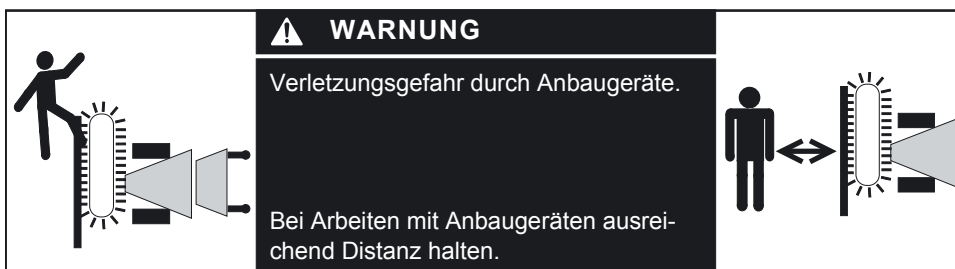 WARNUNG
Verletzungsgefahr durch Anbaugeräte.
Bei Arbeiten mit Anbaugeräten ausrei-
chend Distanz halten.